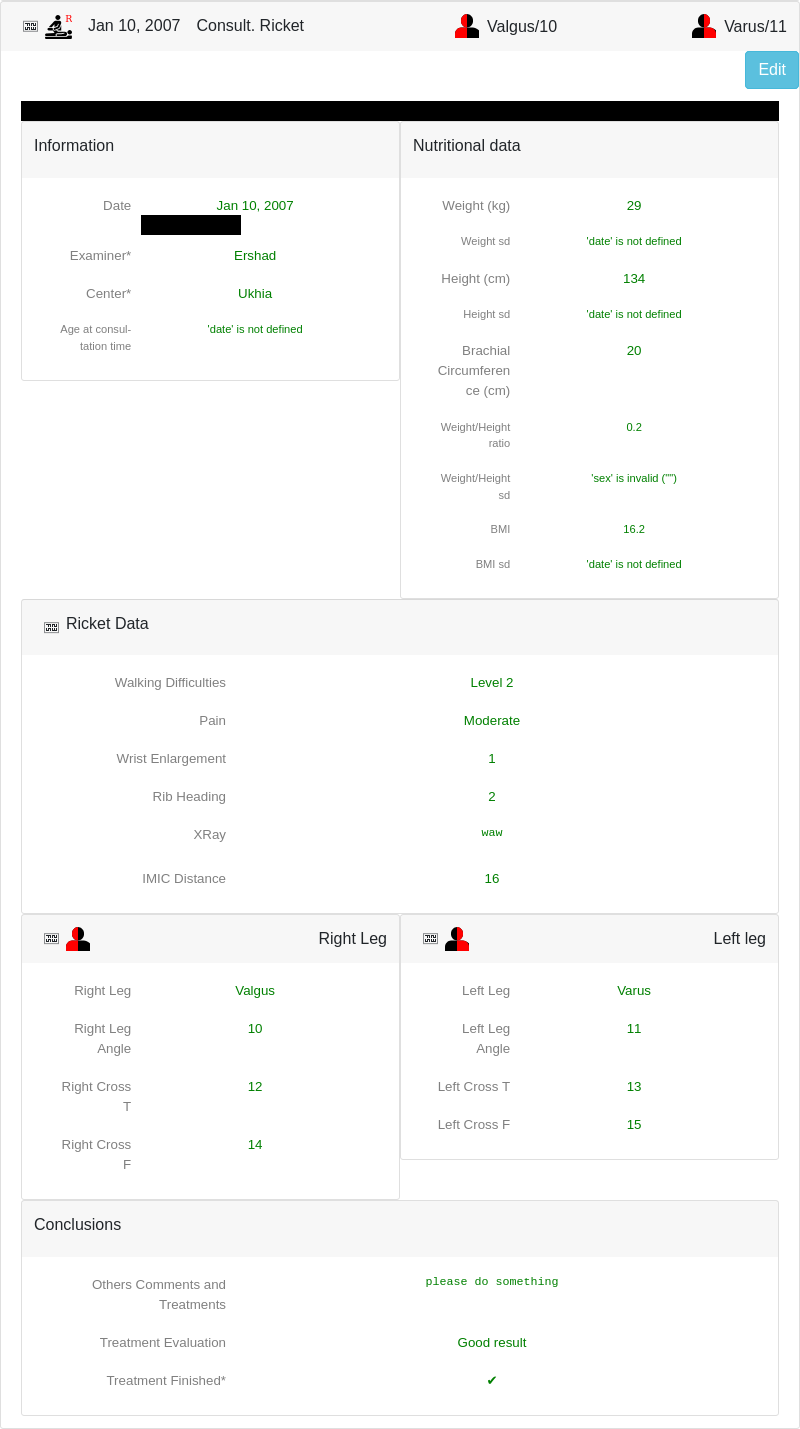 R
Jan 10, 2007 Consult. Ricket Valgus/10 Varus/11
Edit
Information
Date Jan 10, 2007
Examiner* Ershad
Center* Ukhia
Age at consul-
tation time 'date' is not defined
Nutritional data
Weight (kg) 29
Weight sd 'date' is not defined
Height (cm) 134
Height sd 'date' is not defined
Brachial 20
Circumferen
ce (cm)
Weight/Height 0.2
ratio
Weight/Height 'sex' is invalid ("")
sd
BMI 16.2
BMI sd 'date' is not defined
Ricket Data
Walking Difficulties Level 2
Pain Moderate
Wrist Enlargement 1
Rib Heading 2
XRay waw
IMIC Distance 16
Right Leg
Right Leg Valgus
Right Leg 10
Angle
Right Cross 12
T
Right Cross 14
F
Left leg
Left Leg Varus
Left Leg 11
Angle
Left Cross T 13
Left Cross F 15
Conclusions
Others Comments and please do something
Treatments
Treatment Evaluation Good result
Treatment Finished* ✔